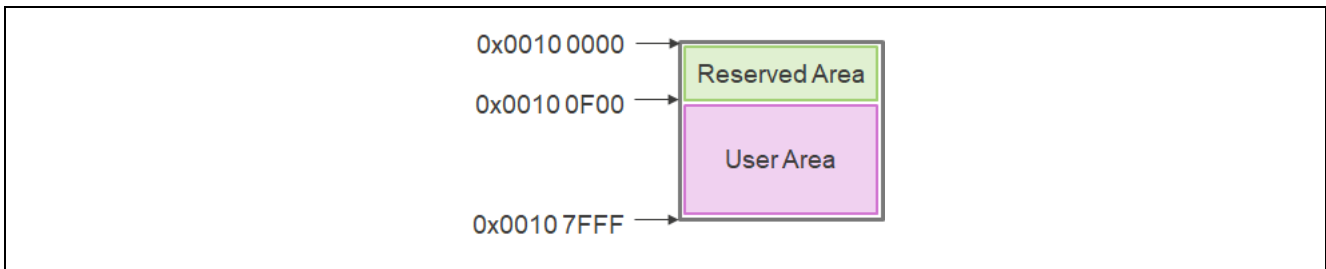 0x0010 0000
Reserved Area
0x0010 0F00
User Area
0x0010 7FFF